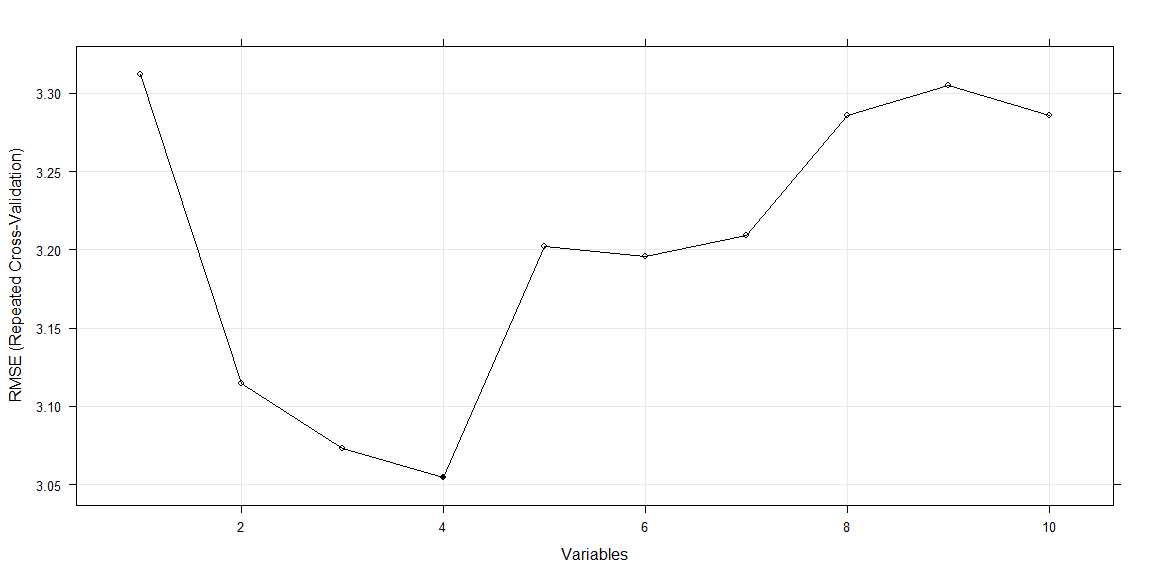 RMSE (Repeated Cross-Validation)
3.30
3.25
3.20
3.15
3.10
3.05
2 4 6 8 10
Variables